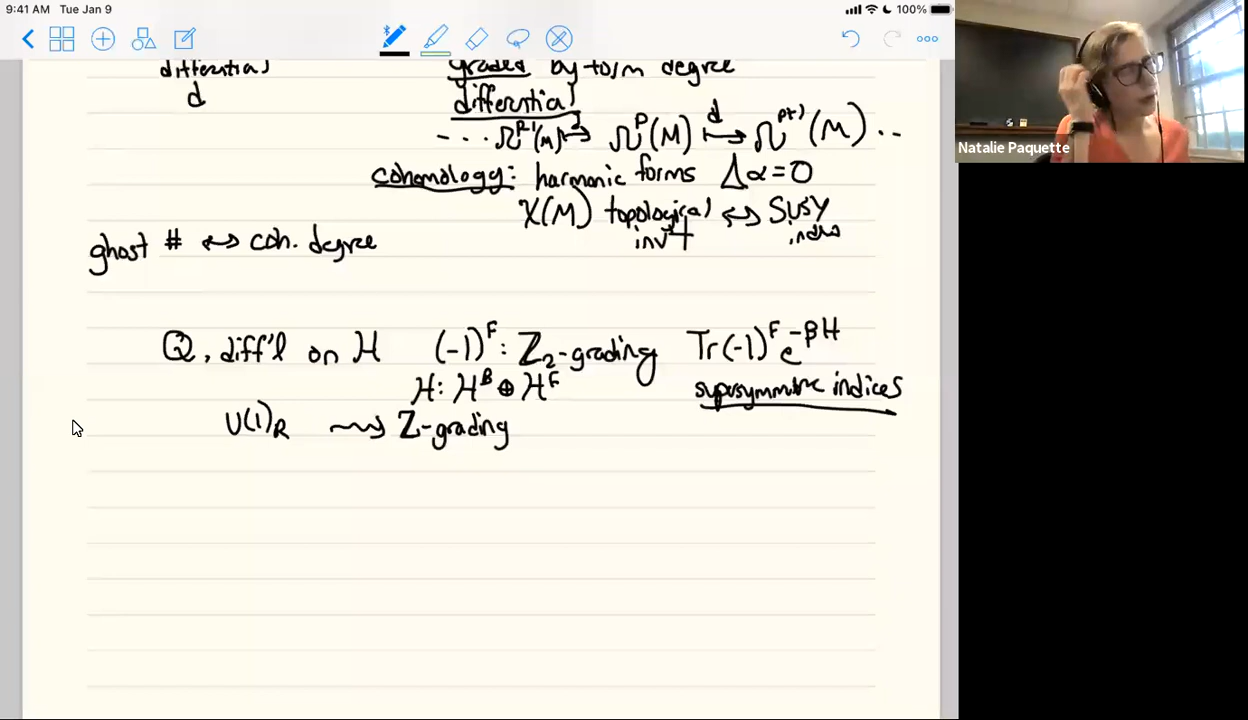 9:41 AM Tue Jan 9
100%
differential
d
graded by form degree
differential
--- Ω^{p-1}(M) → Ω^p(M) ↦^d Ω^{p+1}(M) ..
cohomology: harmonic forms Δα=0
χ(M) topological ↔ SUSY
inv't index
ghost # ↔ coh. degree
Q, diff'l on H (-1)^F: Z_2-grading Tr(-1)^F e^{-βH}
H: H^B ⊕ H^F supersymmetric indices
U(1)_R ⇝ Z-grading
Natalie Paquette